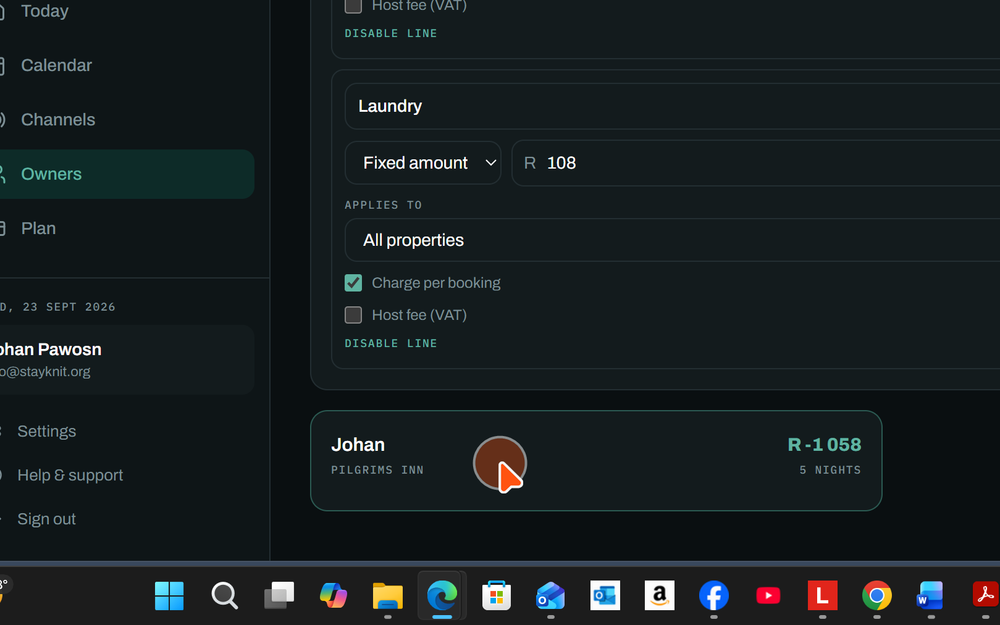 Today
Calendar
Channels
Owners
Plan
23 SEPT 2026
Pawosn
@stayknit.org
Settings
Help & support
Sign out
Host fee (VAT)
DISABLE LINE
Laundry
Fixed amount
R 108
APPLIES TO
All properties
Charge per booking
Host fee (VAT)
DISABLE LINE
Johan
R -1 058
PILGRIMS INN
5 NIGHTS